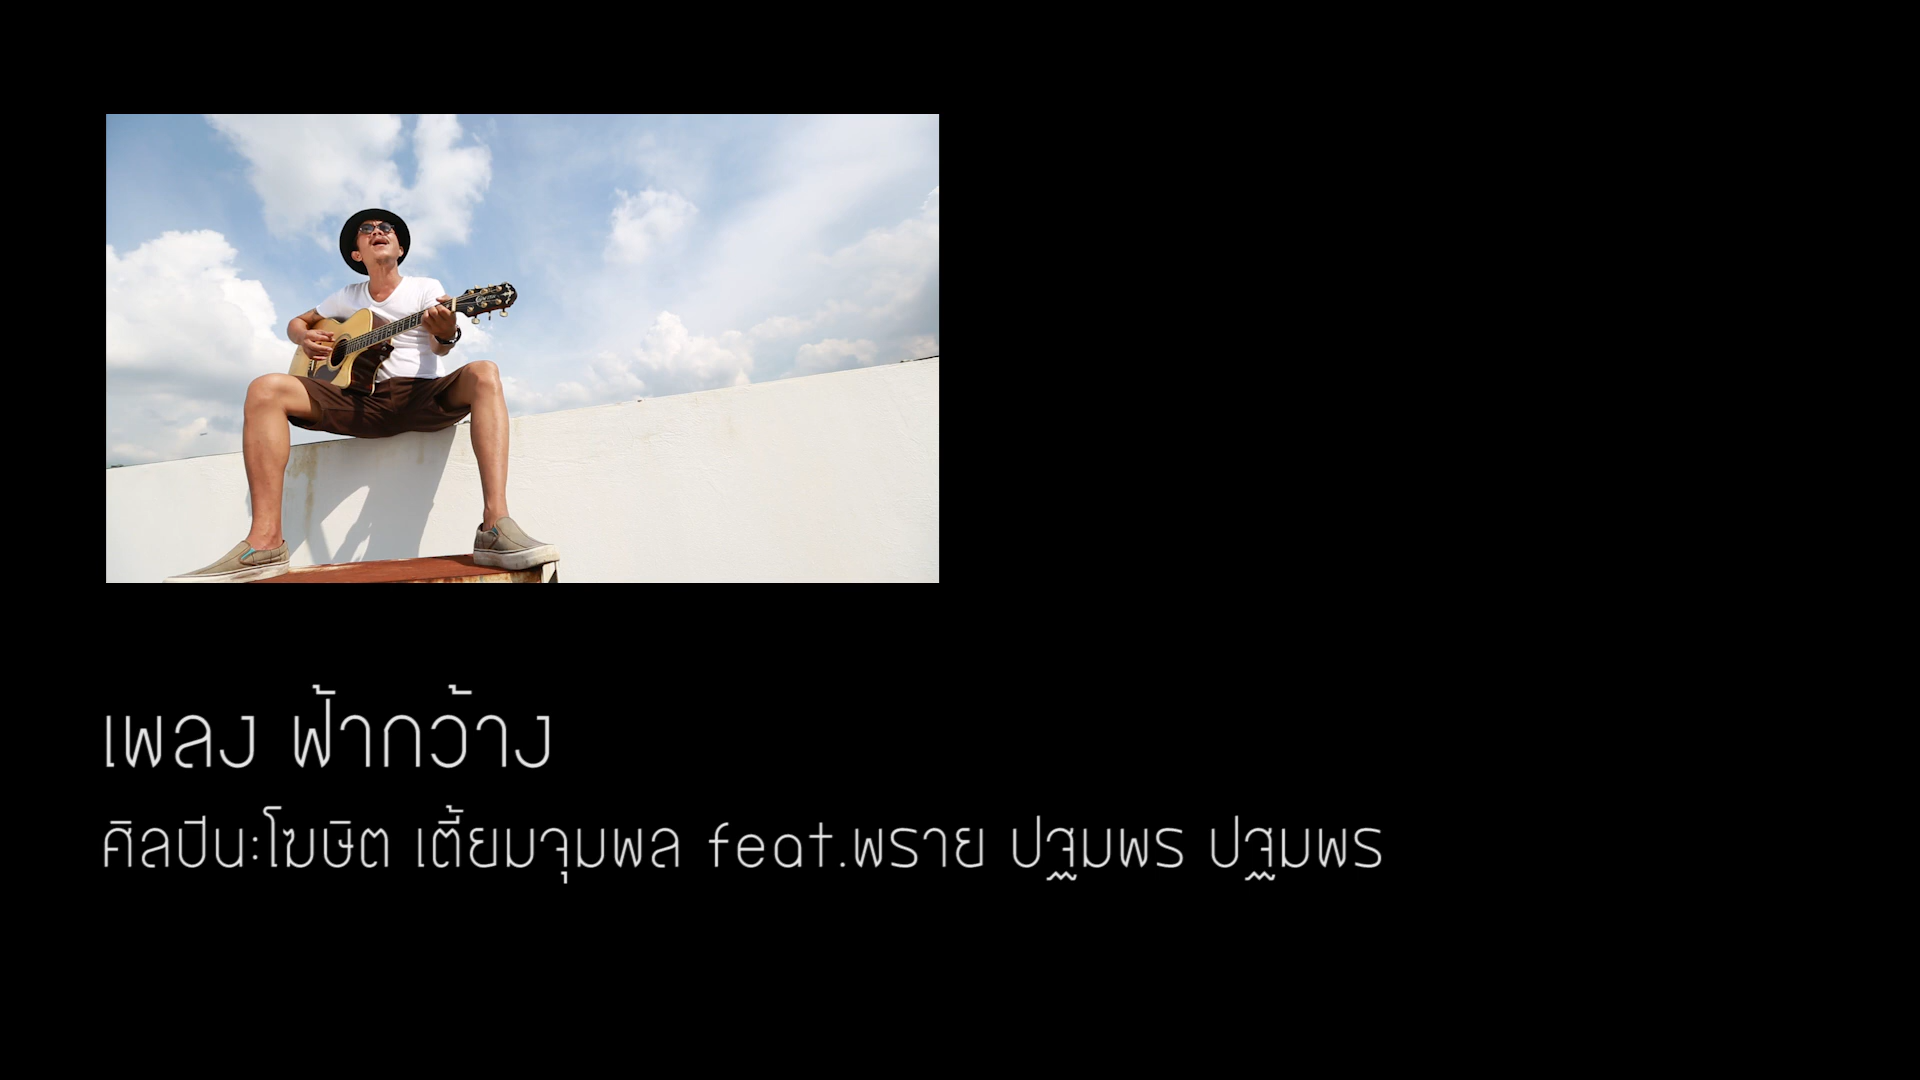 เพลง ฟ้ากว้าง
ศิลปิน:โฆษิต เตี้ยมจุมพล feat.พราย ปฐมพร ปฐมพร